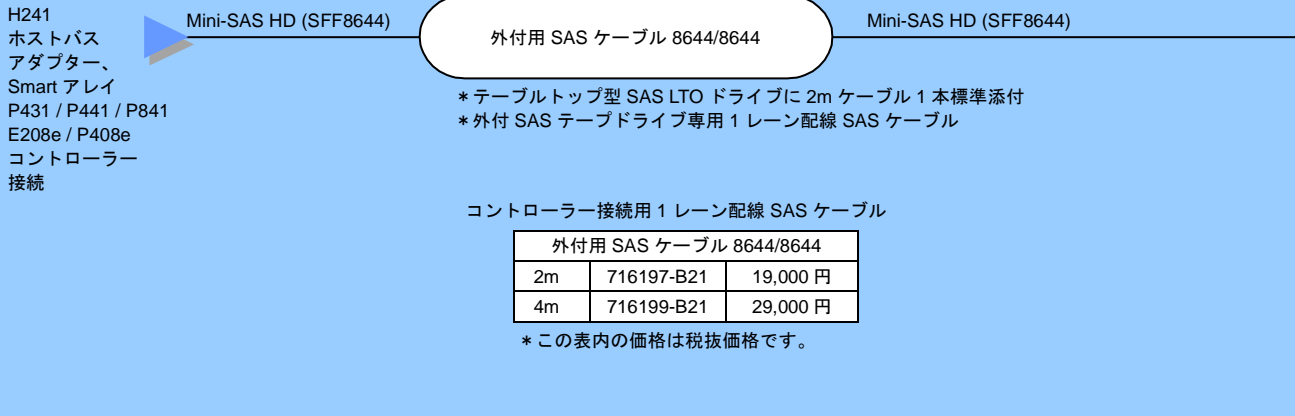 H241
ホストバス
アダプター、
Smart アレイ
P431 / P441 / P841
E208e / P408e
コントローラー
接続
Mini-SAS HD (SFF8644)
外付用 SAS ケーブル 8644/8644
Mini-SAS HD (SFF8644)
＊テーブルトップ型 SAS LTO ドライブに 2m ケーブル 1 本標準添付
＊外付 SAS テープドライブ専用 1 レーン配線 SAS ケーブル
コントローラー接続用 1 レーン配線 SAS ケーブル
外付用 SAS ケーブル 8644/8644
2m 716197-B21 19,000 円
4m 716199-B21 29,000 円
＊この表内の価格は税抜価格です。